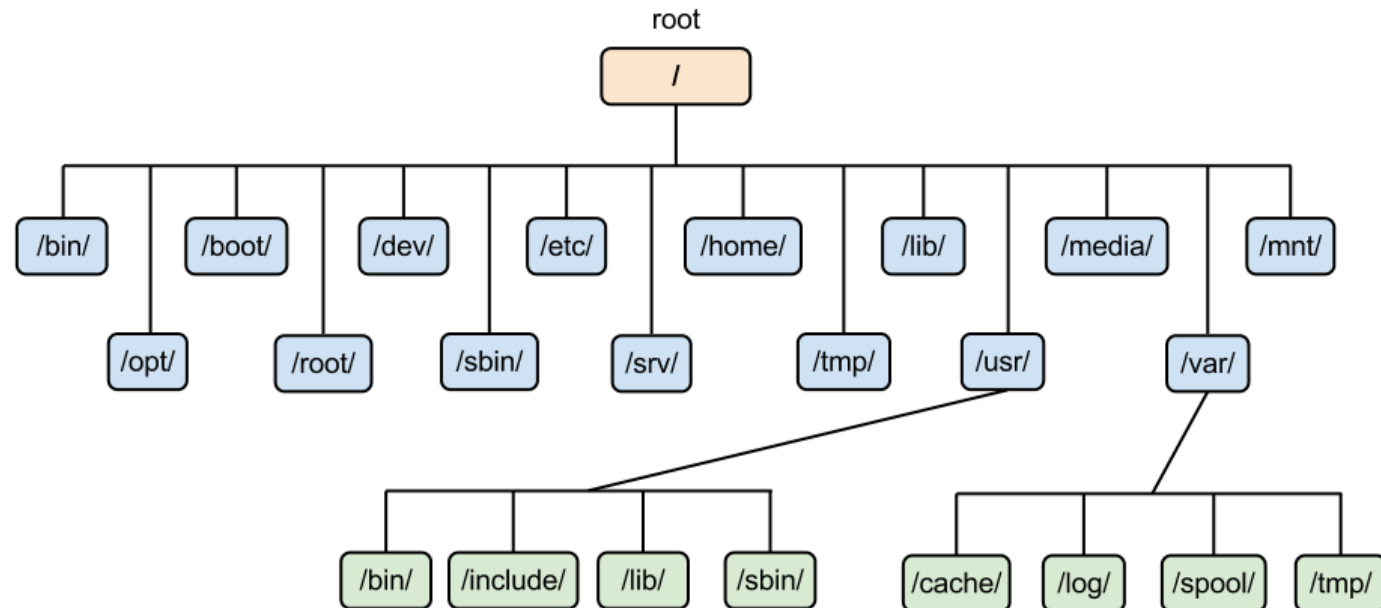 root
/
/bin/
/boot/
/dev/
/etc/
/home/
/lib/
/media/
/mnt/
/opt/
/root/
/sbin/
/srv/
/tmp/
/usr/
/var/
/bin/
/include/
/lib/
/sbin/
/cache/
/log/
/spool/
/tmp/